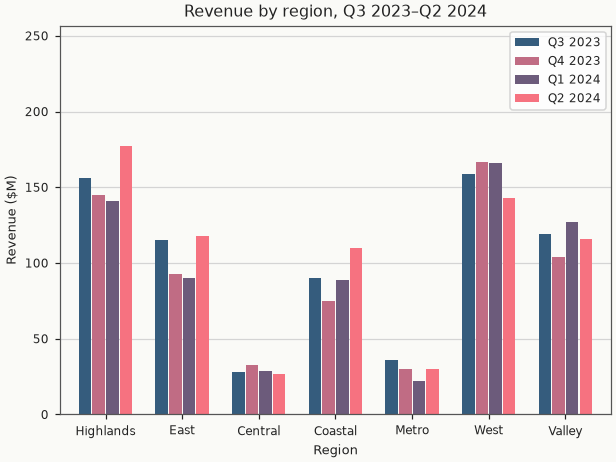 Revenue by region, Q3 2023–Q2 2024
Revenue ($M)
250
200
150
100
50
0
Q3 2023
Q4 2023
Q1 2024
Q2 2024
Highlands East Central Coastal Metro West Valley
Region